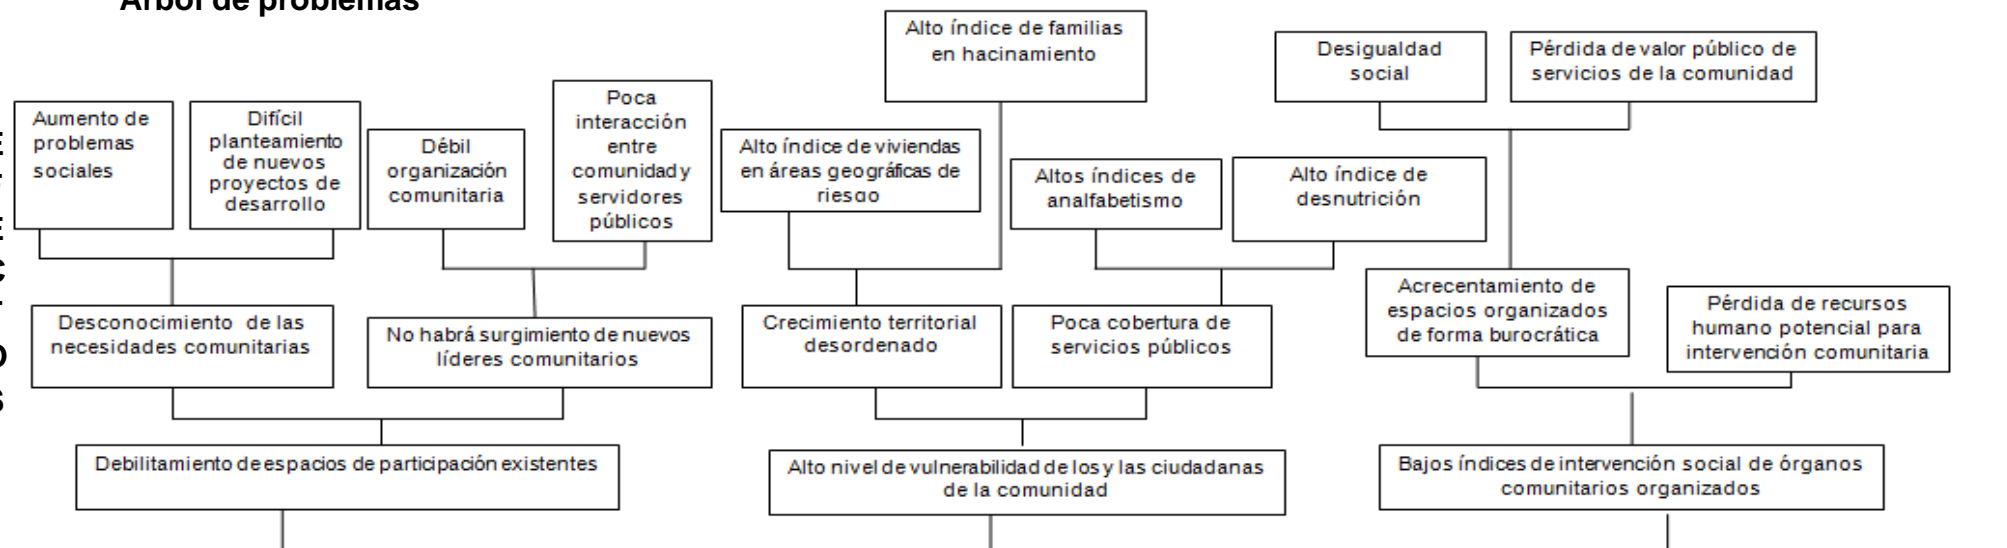 Árbol de problemas
Alto índice de familias
en hacinamiento
Desigualdad
social
Pérdida de valor público de
servicios de la comunidad
Poca
interacción
entre
comunidad y
servidores
públicos
Aumento de
problemas
sociales
Difícil
planteamiento
de nuevos
proyectos de
desarrollo
Débil
organización
comunitaria
Alto índice de viviendas
en áreas geográficas de
riesgo
Altos índices de
analfabetismo
Alto índice de
desnutrición
Desconocimiento de las
necesidades comunitarias
No habrá surgimiento de nuevos
líderes comunitarios
Crecimiento territorial
desordenado
Poca cobertura de
servicios públicos
Acrecentamiento de
espacios organizados
de forma burocrática
Pérdida de recursos
humano potencial para
intervención comunitaria
Debilitamiento de espacios de participación existentes
Alto nivel de vulnerabilidad de los y las ciudadanas
de la comunidad
Bajos índices de intervención social de órganos
comunitarios organizados